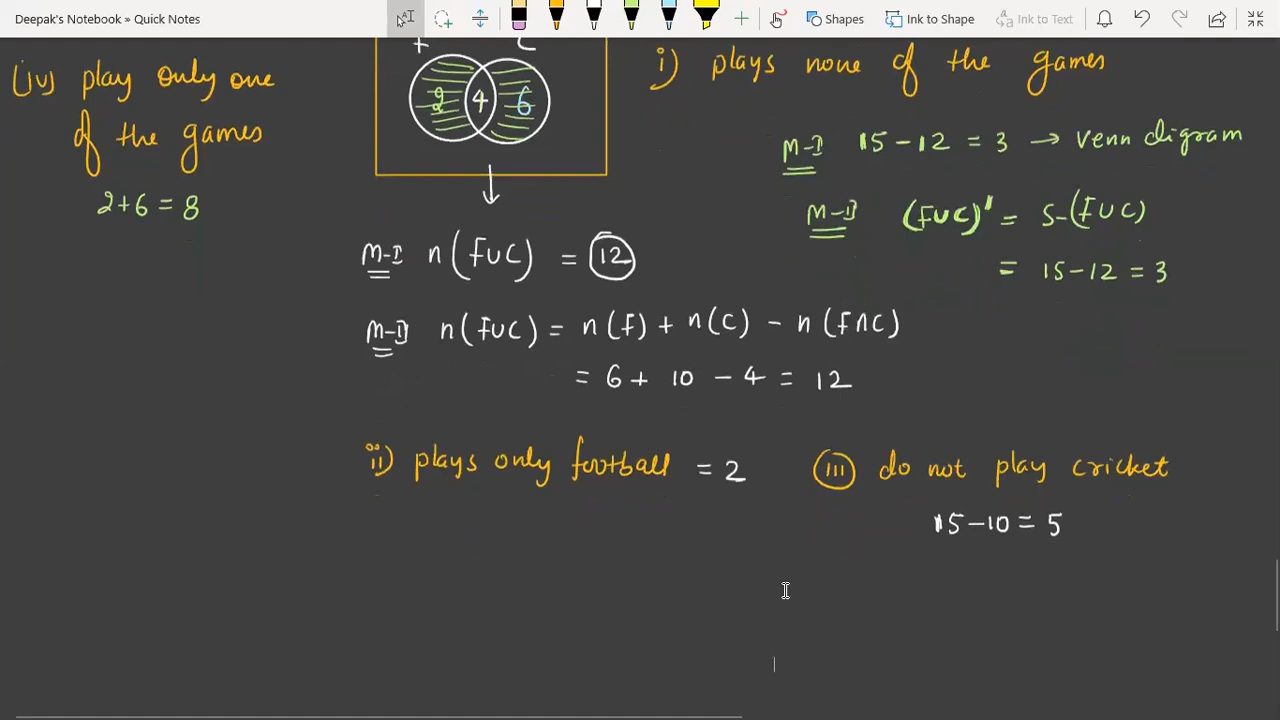 Deepak's Notebook » Quick Notes
Shapes
Ink to Shape
Ink to Text
(iv) play only one
of the games
2+6 = 8
F C
2 4 6
M-I n(FUC) = 12
M-II n(FUC) = n(F) + n(C) - n(F∩C)
= 6 + 10 - 4 = 12
i) plays none of the games
M-I 15-12 = 3 → Venn digram
M-II (FUC)' = S-(FUC)
= 15-12 = 3
ii) plays only football = 2
(iii) do not play cricket
15-10 = 5